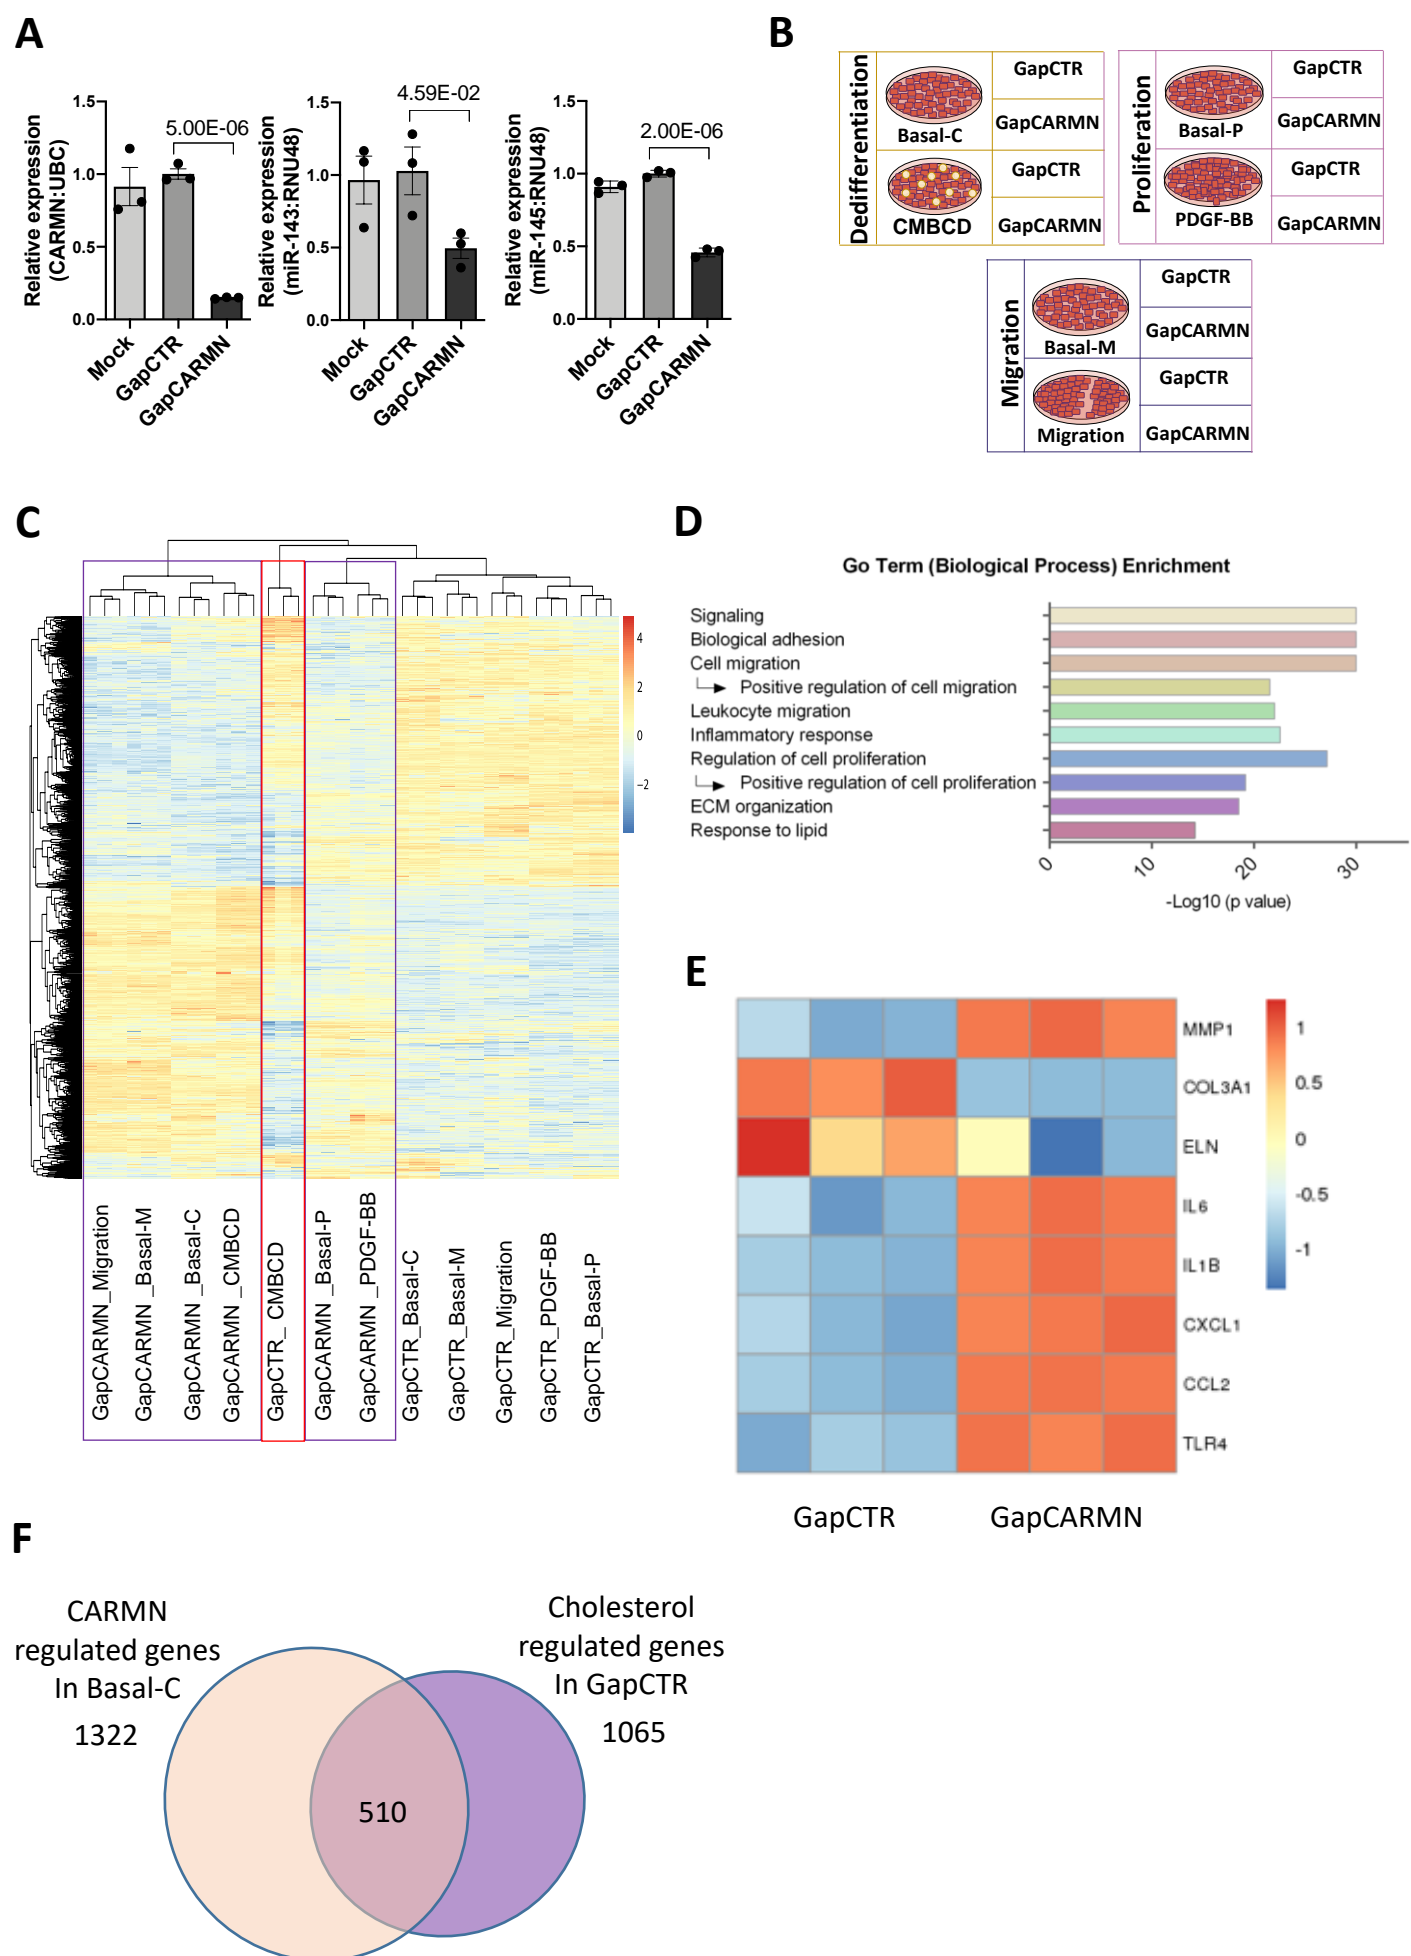 A
Relative expression
(CARMN:UBC)
1.5
1.0
0.5
0.0
5.00E-06
Mock
GapCTR
GapCARMN
Relative expression
(miR-143:RNU48)
1.5
1.0
0.5
0.0
4.59E-02
Mock
GapCTR
GapCARMN
Relative expression
(miR-145:RNU48)
1.5
1.0
0.5
0.0
2.00E-06
Mock
GapCTR
GapCARMN
B
Dedifferentiation
Basal-C
GapCTR
GapCARMN
CMBCD
GapCTR
GapCARMN
Proliferation
Basal-P
GapCTR
GapCARMN
PDGF-BB
GapCTR
GapCARMN
Migration
Basal-M
GapCTR
GapCARMN
Migration
GapCTR
GapCARMN
C
4
2
0
−2
GapCARMN_Migration
GapCARMN _Basal-M
GapCARMN _Basal-C
GapCARMN _CMBCD
GapCTR_ CMBCD
GapCARMN _Basal-P
GapCARMN _PDGF-BB
GapCTR_Basal-C
GapCTR_Basal-M
GapCTR_Migration
GapCTR_PDGF-BB
GapCTR_Basal-P
D
Go Term (Biological Process) Enrichment
Signaling
Biological adhesion
Cell migration
Positive regulation of cell migration
Leukocyte migration
Inflammatory response
Regulation of cell proliferation
Positive regulation of cell proliferation
ECM organization
Response to lipid
0
10
20
30
-Log10 (p value)
E
MMP1
COL3A1
ELN
IL6
IL1B
CXCL1
CCL2
TLR4
1
0.5
0
-0.5
-1
GapCTR
GapCARMN
F
CARMN
regulated genes
In Basal-C
1322
Cholesterol
regulated genes
In GapCTR
1065
510